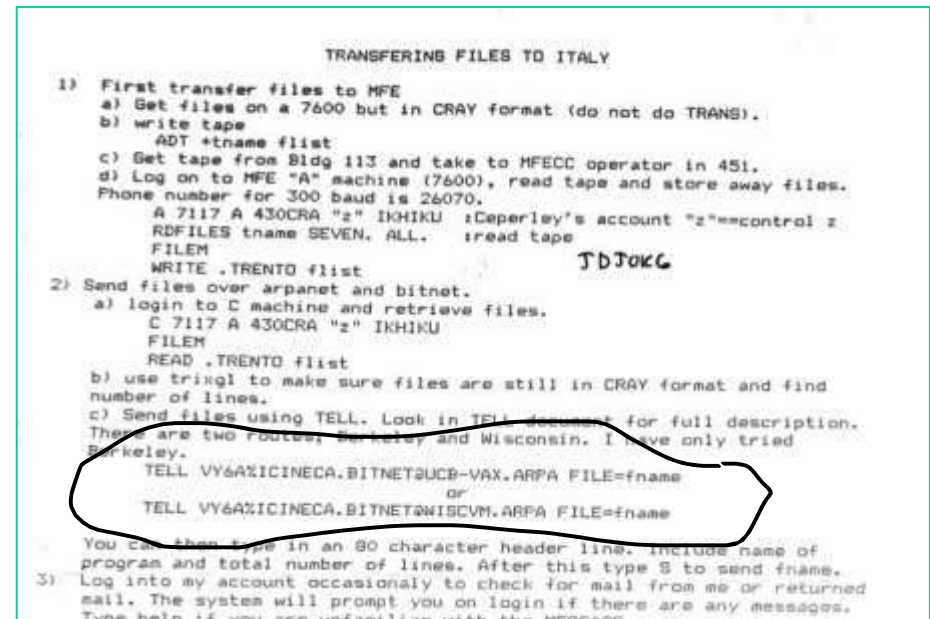 TRANSFERING FILES TO ITALY
1) First transfer files to MFE
a) Get files on a 7600 but in CRAY format (do not do TRANS).
b) write tape
ADT +tname flist
c) Get tape from Bldg 113 and take to MFECC operator in 451.
d) Log on to MFE "A" machine (7600), read tape and store away files.
Phone number for 300 baud is 26070.
A 7117 A 430CRA "z" IKHIKU :Ceperley's account "z"==control z
RDFILES tname SEVEN. ALL. :read tape
FILEM
WRITE .TRENTO flist
JDJOKG
2) Send files over arpanet and bitnet.
a) login to C machine and retrieve files.
C 7117 A 430CRA "z" IKHIKU
FILEM
READ .TRENTO flist
b) use trixgl to make sure files are still in CRAY format and find
number of lines.
c) Send files using TELL. Look in TELL document for full description.
There are two routes, Berkeley and Wisconsin. I have only tried
Berkeley.
TELL VY6A%ICINECA.BITNET@UCB-VAX.ARPA FILE=fname
or
TELL VY6A%ICINECA.BITNET@WISCVM.ARPA FILE=fname
You can then type in an 80 character header line. Include name of
program and total number of lines. After this type S to send fname.
3) Log into my account occasionaly to check for mail from me or returned
mail. The system will prompt you on login if there are any messages.
Type help if you are unfamiliar with the MESSAGE